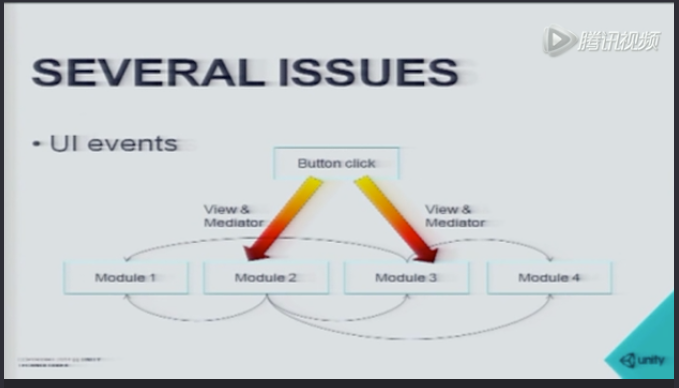 腾讯视频
SEVERAL ISSUES
• UI events
Button click
View &
Mediator
View &
Mediator
Module 1
Module 2
Module 3
Module 4
unity